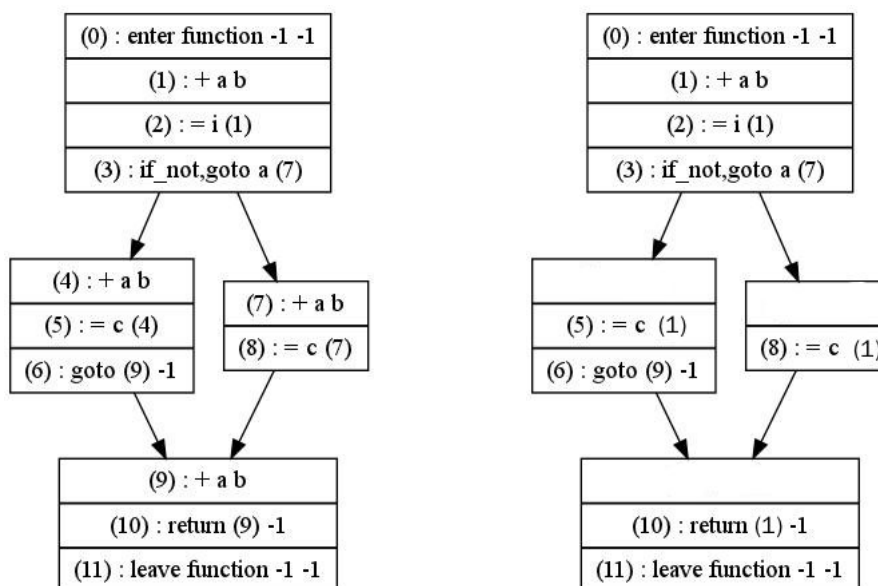 (0) : enter function -1 -1
(1) : + a b
(2) : = i (1)
(3) : if_not,goto a (7)
(4) : + a b
(5) : = c (4)
(6) : goto (9) -1
(7) : + a b
(8) : = c (7)
(9) : + a b
(10) : return (9) -1
(11) : leave function -1 -1
(0) : enter function -1 -1
(1) : + a b
(2) : = i (1)
(3) : if_not,goto a (7)
(5) : = c (1)
(6) : goto (9) -1
(8) : = c (1)
(10) : return (1) -1
(11) : leave function -1 -1